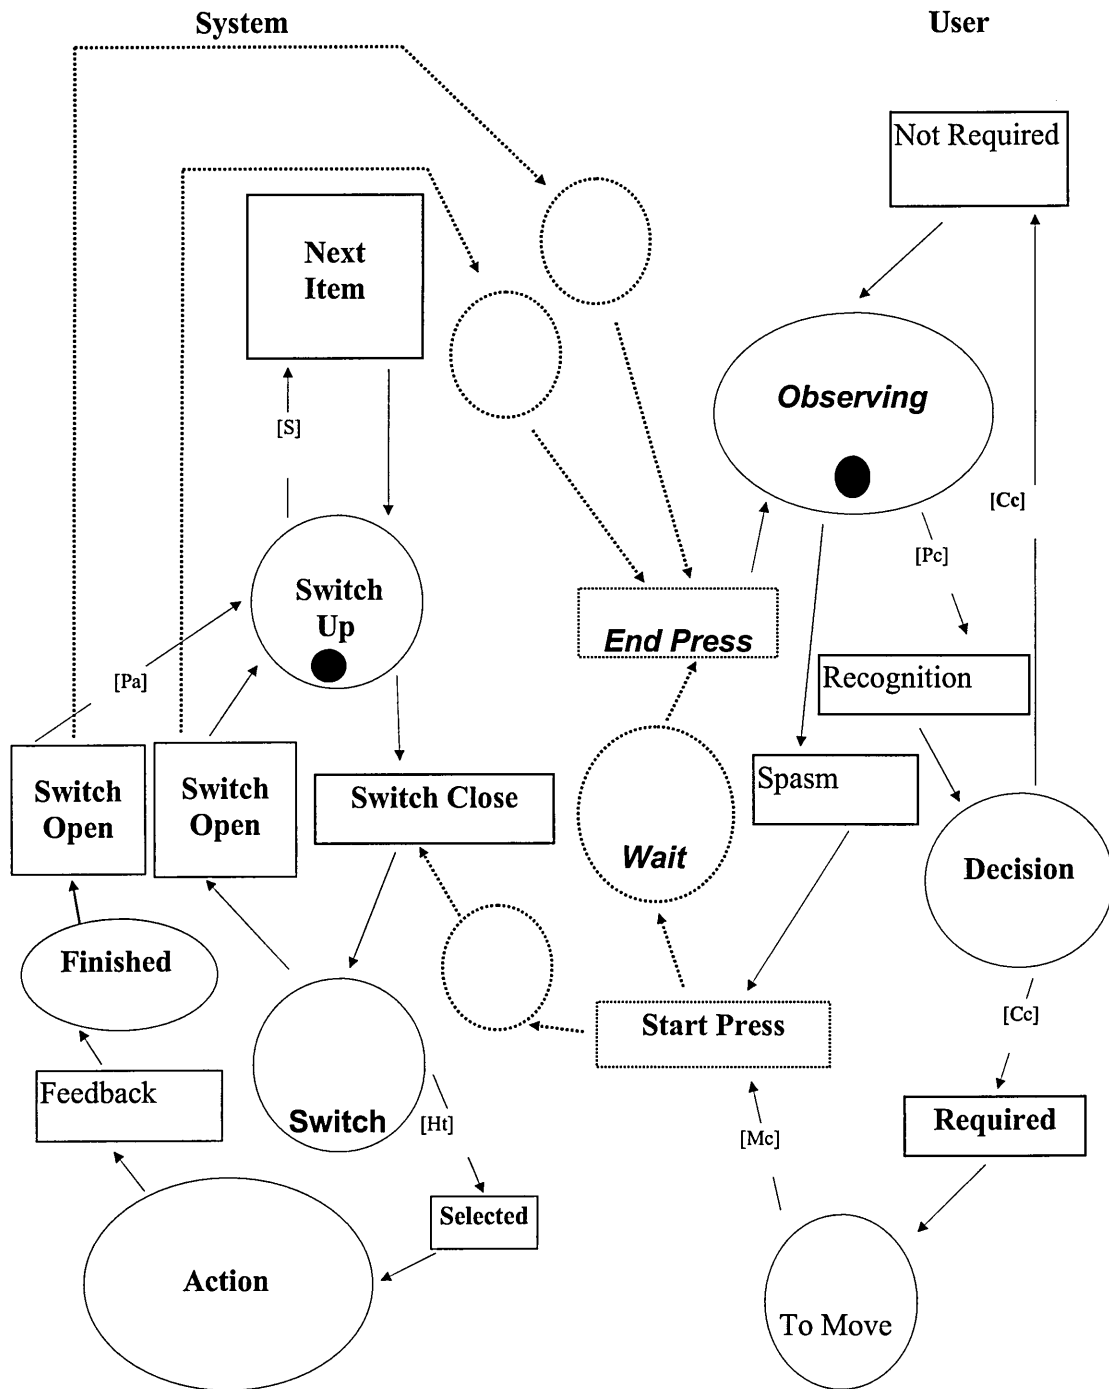 System
User
Not Required
Next
Item
Observing
[S]
[Cc]
[Pc]
Switch
Up
End Press
[Pa]
Recognition
Switch
Open
Switch
Open
Switch Close
Spasm
Wait
Decision
Finished
Start Press
[Cc]
Feedback
Switch
[Ht]
[Mc]
Required
Selected
Action
To Move